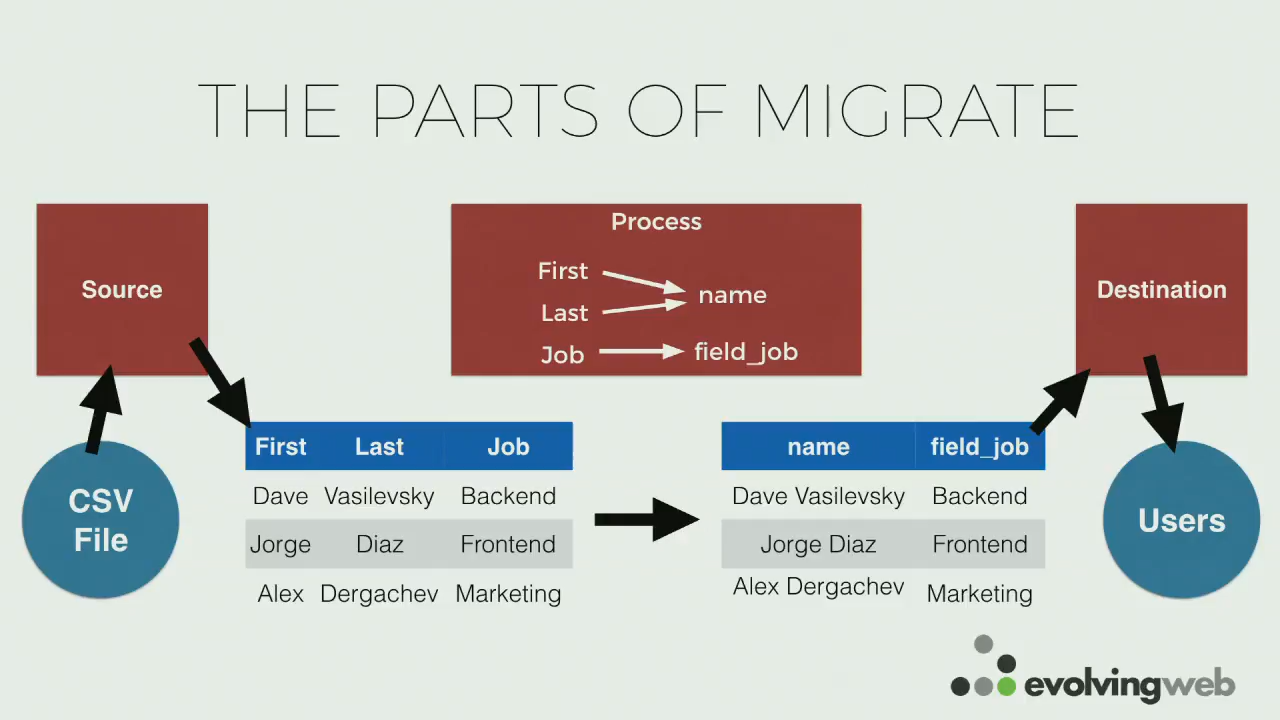 THE PARTS OF MIGRATE
Source
Process
First
Last
name
Job
field_job
Destination
CSV
File
First Last Job
Dave Vasilevsky Backend
Jorge Diaz Frontend
Alex Dergachev Marketing
name field_job
Dave Vasilevsky Backend
Jorge Diaz Frontend
Alex Dergachev Marketing
Users
evolvingweb